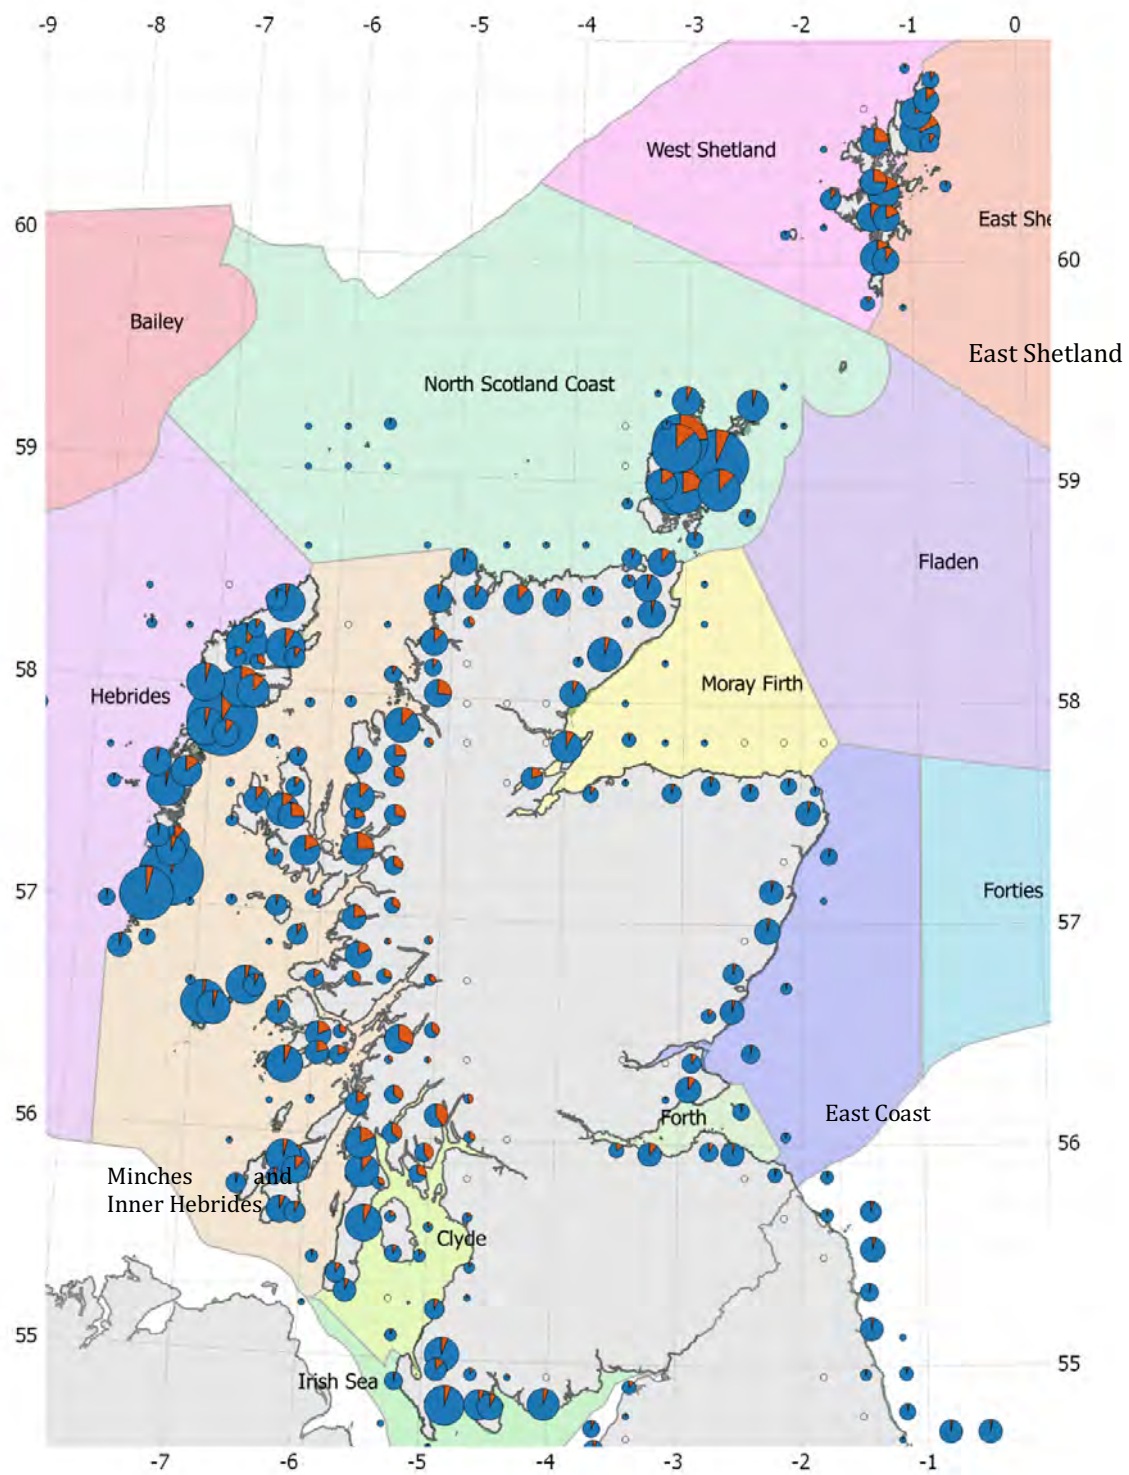 -9 -8 -7 -6 -5 -4 -3 -2 -1 0
West Shetland
60
East She
60
Bailey
East Shetland
North Scotland Coast
59
59
Fladen
58
Moray Firth
Hebrides
58
57
Forties
57
56
Forth
East Coast
56
Minches and
Inner Hebrides
Clyde
55
55
Irish Sea
-7 -6 -5 -4 -3 -2 -1